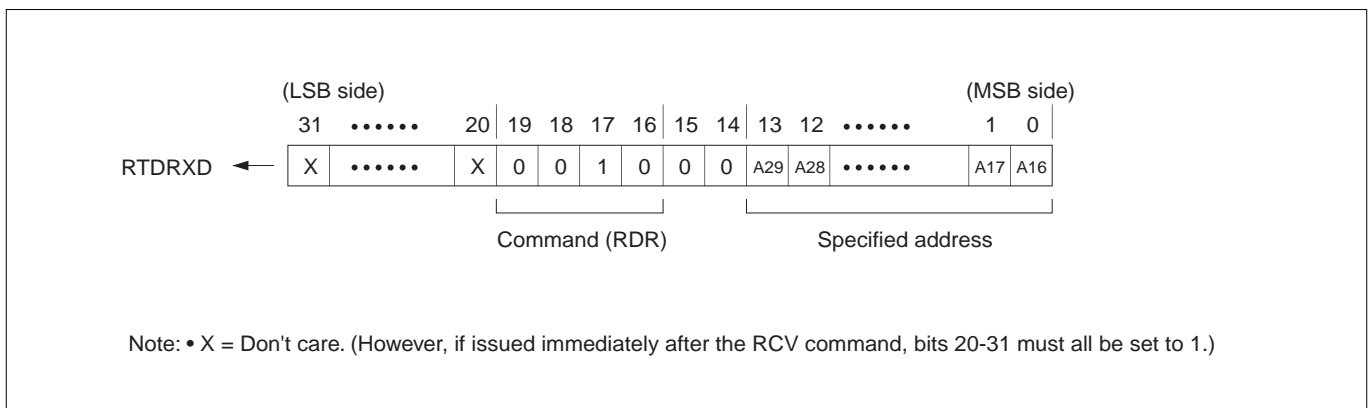 (LSB side) (MSB side)
31 •••••• 20 19 18 17 16 15 14 13 12 •••••• 1 0
RTDRXD X •••••• X 0 0 1 0 0 0 A29 A28 •••••• A17 A16
Command (RDR) Specified address
Note: • X = Don't care. (However, if issued immediately after the RCV command, bits 20-31 must all be set to 1.)